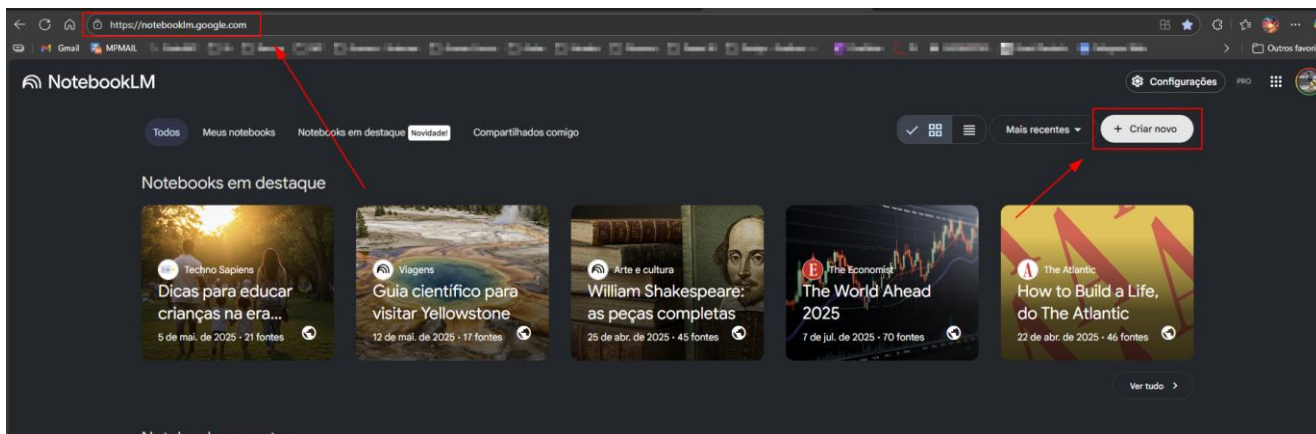 https://notebooklm.google.com
Gmail MPMAIL Outros favori
NotebookLM
Configurações PRO
Todos Meus notebooks Notebooks em destaque Novidade! Compartilhados comigo
Mais recentes + Criar novo
Notebooks em destaque
Techno Sapiens
Dicas para educar
crianças na era...
5 de mai. de 2025 · 21 fontes
Viagens
Guia científico para
visitar Yellowstone
12 de mai. de 2025 · 17 fontes
Arte e cultura
William Shakespeare:
as peças completas
25 de abr. de 2025 · 45 fontes
The Economist
The World Ahead
2025
7 de jul. de 2025 · 70 fontes
The Atlantic
How to Build a Life,
do The Atlantic
22 de abr. de 2025 · 46 fontes
Ver tudo >